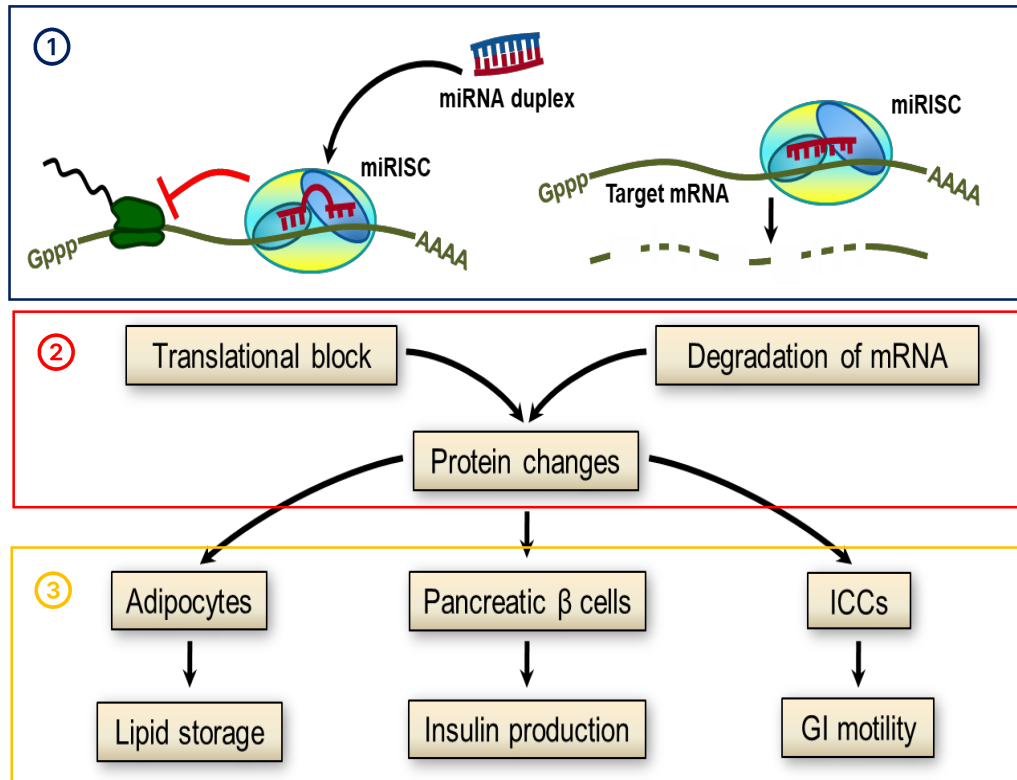 1
miRNA duplex
miRISC
Gppp
AAAA
miRISC
Gppp
Target mRNA
AAAA
2
Translational block
Degradation of mRNA
Protein changes
3
Adipocytes
Pancreatic β cells
ICCs
Lipid storage
Insulin production
GI motility